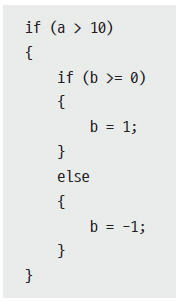 if (a > 10)
{
    if (b >= 0)
    {
        b = 1;
    }
    else
    {
        b = -1;
    }
}